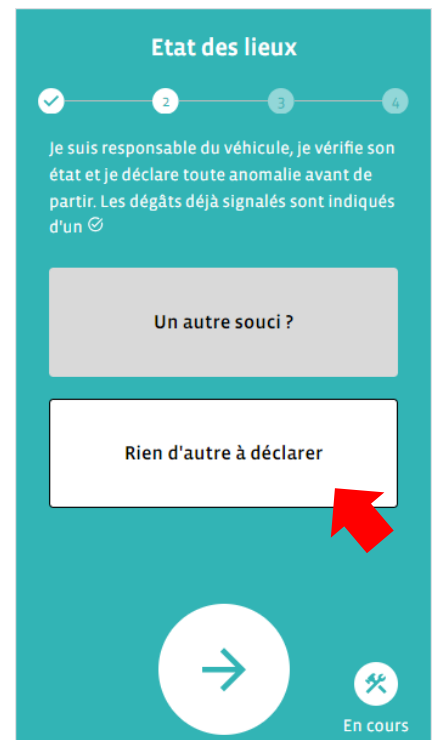 Etat des lieux
2 3 4
Je suis responsable du véhicule, je vérifie son
état et je déclare toute anomalie avant de
partir. Les dégâts déjà signalés sont indiqués
d'un
Un autre souci ?
Rien d'autre à déclarer
En cours